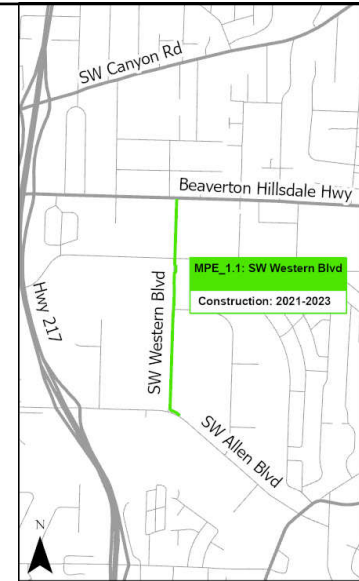 SW Canyon Rd
Beaverton Hillsdale Hwy
MPE_1.1: SW Western Blvd
Construction: 2021-2023
Hwy 217
SW Western Blvd
SW Allen Blvd
N